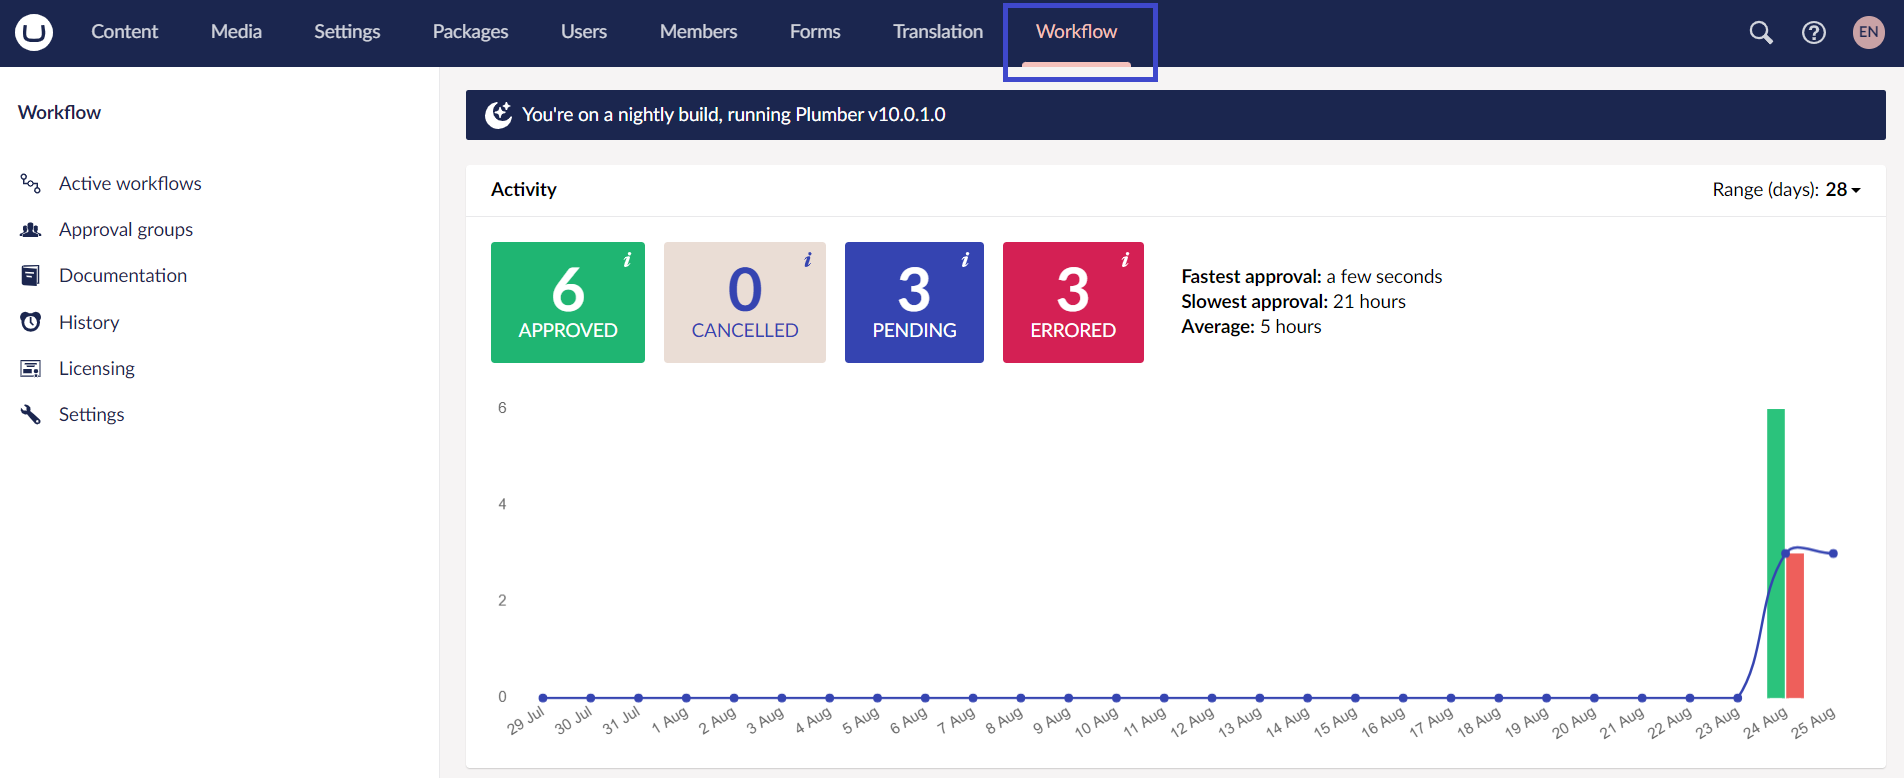 Content Media Settings Packages Users Members Forms Translation Workflow EN
Workflow
Active workflows
Approval groups
Documentation
History
Licensing
Settings
You're on a nightly build, running Plumber v10.0.1.0
Activity
Range (days): 28
i i i i
6 0 3 3
APPROVED CANCELLED PENDING ERRORED
Fastest approval: a few seconds
Slowest approval: 21 hours
Average: 5 hours
6
4
2
0
29 Jul 30 Jul 31 Jul 1 Aug 2 Aug 3 Aug 4 Aug 5 Aug 6 Aug 7 Aug 8 Aug 9 Aug 10 Aug 11 Aug 12 Aug 13 Aug 14 Aug 15 Aug 16 Aug 17 Aug 18 Aug 19 Aug 20 Aug 21 Aug 22 Aug 23 Aug 24 Aug 25 Aug